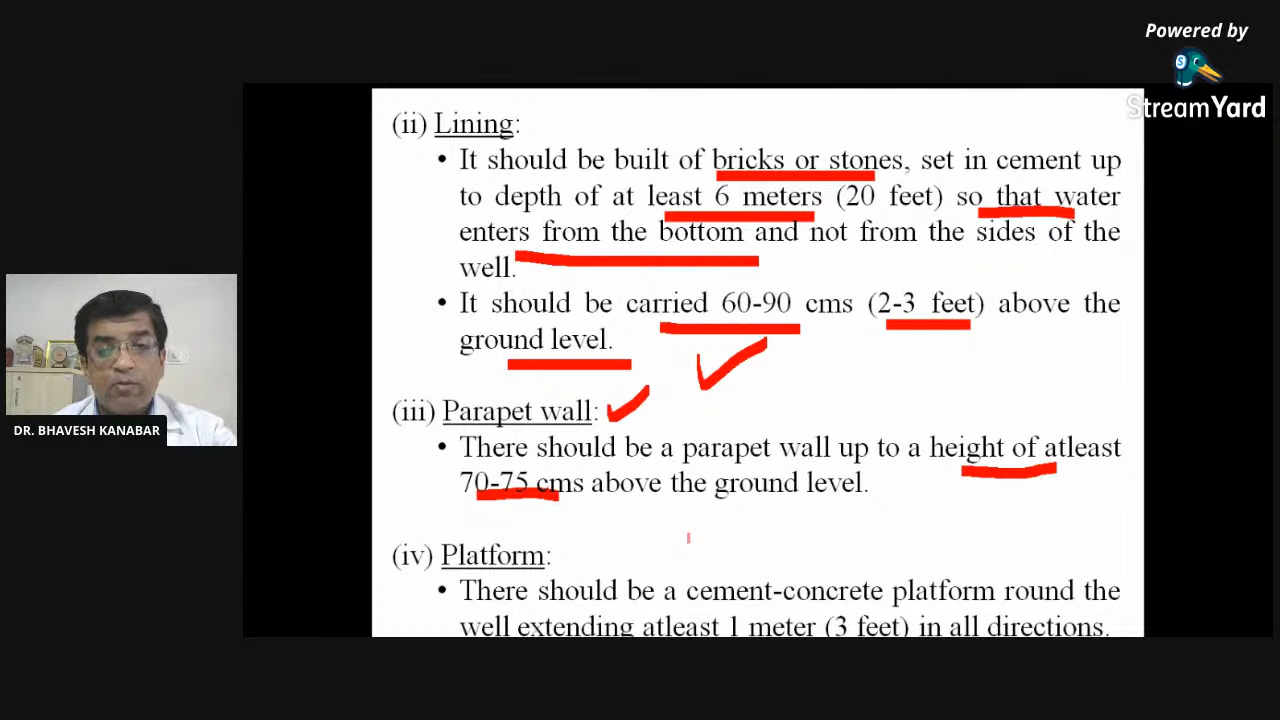 Powered by
StreamYard
(ii) Lining:
• It should be built of bricks or stones, set in cement up
to depth of at least 6 meters (20 feet) so that water
enters from the bottom and not from the sides of the
well.
• It should be carried 60-90 cms (2-3 feet) above the
ground level.
(iii) Parapet wall:
• There should be a parapet wall up to a height of atleast
70-75 cms above the ground level.
(iv) Platform:
• There should be a cement-concrete platform round the
well extending atleast 1 meter (3 feet) in all directions.
DR. BHAVESH KANABAR